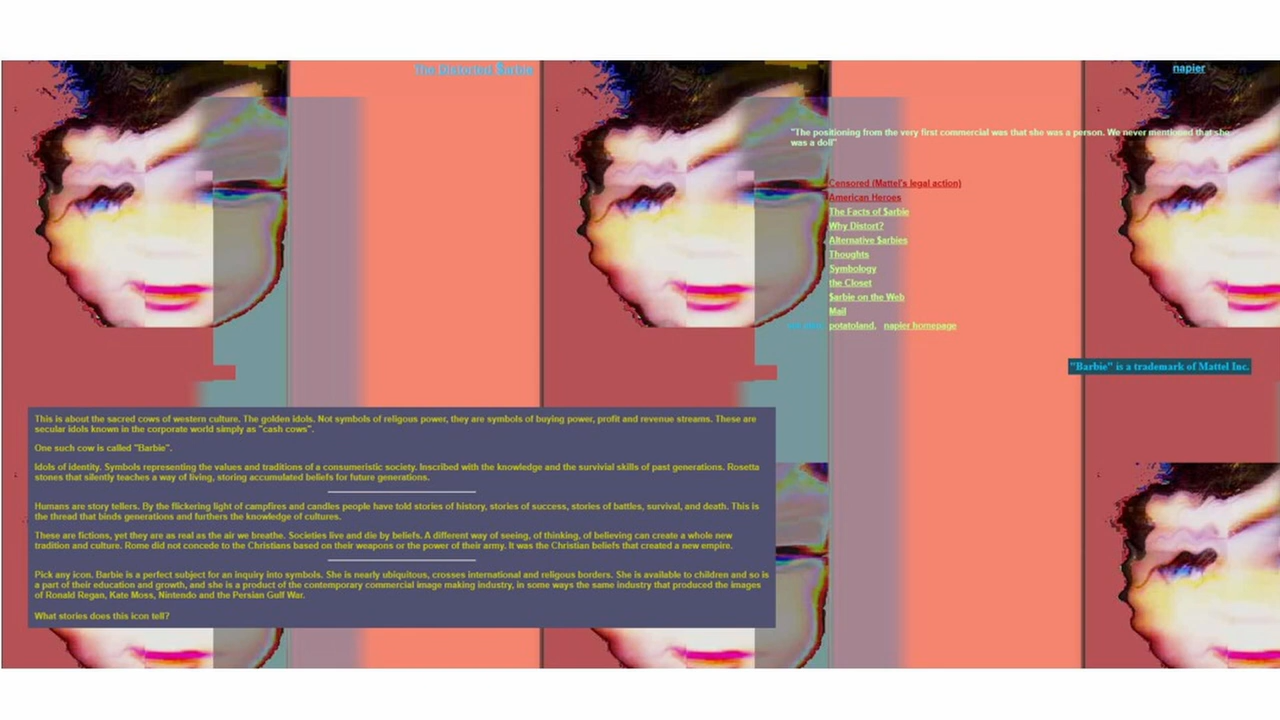 The Distorted $arbie
napier
"The positioning from the very first commercial was that she was a person. We never mentioned that she
was a doll"
Censored (Mattel's legal action)
American Heroes
The Facts of $arbie
Why Distort?
Alternative $arbies
Thoughts
Symbology
the Closet
$arbie on the Web
Mail
potatoland, napier homepage
"Barbie" is a trademark of Mattel Inc.
This is about the sacred cows of western culture. The golden idols. Not symbols of religous power, they are symbols of buying power, profit and revenue streams. These are
secular idols known in the corporate world simply as "cash cows".
One such cow is called "Barbie".
Idols of identity. Symbols representing the values and traditions of a consumeristic society. Inscribed with the knowledge and the survivial skills of past generations. Rosetta
stones that silently teaches a way of living, storing accumulated beliefs for future generations.
Humans are story tellers. By the flickering light of campfires and candles people have told stories of history, stories of success, stories of battles, survival, and death. This is
the thread that binds generations and furthers the knowledge of cultures.
These are fictions, yet they are as real as the air we breathe. Societies live and die by beliefs. A different way of seeing, of thinking, of believing can create a whole new
tradition and culture. Rome did not concede to the Christians based on their weapons or the power of their army. It was the Christian beliefs that created a new empire.
Pick any icon. Barbie is a perfect subject for an inquiry into symbols. She is nearly ubiquitous, crosses international and religous borders. She is available to children and so is
a part of their education and growth, and she is a product of the contemporary commercial image making industry, in some ways the same industry that produced the images
of Ronald Regan, Kate Moss, Nintendo and the Persian Gulf War.
What stories does this icon tell?